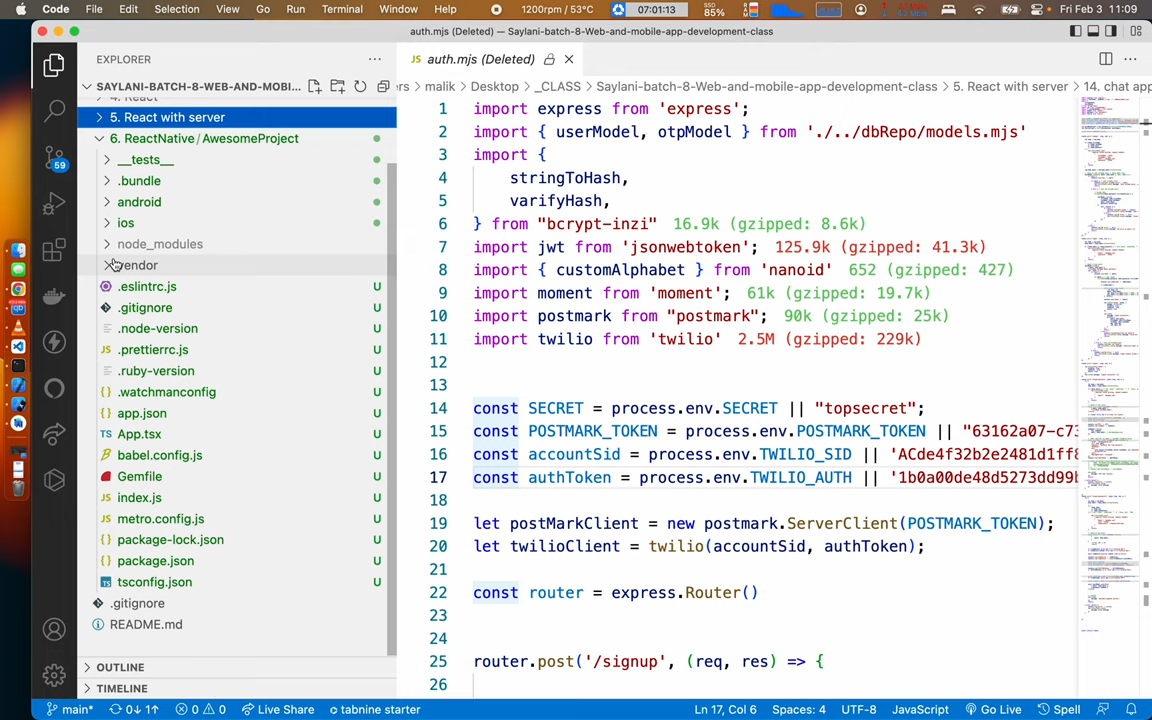 Code File Edit Selection View Go Run Terminal Window Help 1200rpm / 53°C 07:01:13 SSD 85% Fri Feb 3 11:09
auth.mjs (Deleted) — Saylani-batch-8-Web-and-mobile-app-development-class
EXPLORER
SAYLANI-BATCH-8-WEB-AND-MOBI...
4. React
5. React with server
6. ReactNative/AwesomeProject
__tests__
.bundle
android
ios
node_modules
vendor
.eslintrc.js U
.gitignore U
.node-version U
.prettierrc.js U
.ruby-version U
.watchmanconfig U
app.json U
App.tsx U
babel.config.js U
Gemfile U
index.js U
metro.config.js U
package-lock.json U
package.json U
tsconfig.json U
.gitignore
README.md
OUTLINE
TIMELINE
59
JS auth.mjs (Deleted)
ers > malik > Desktop > _CLASS > Saylani-batch-8-Web-and-mobile-app-development-class > 5. React with server > 14. chat app
1 import express from 'express';
2 import { userModel, otpModel } from './../dbRepo/models.mjs'
3 import {
4 stringToHash,
5 varifyHash,
6 } from "bcrypt-inzi" 16.9k (gzipped: 8.6k)
7 import jwt from 'jsonwebtoken'; 125.9k (gzipped: 41.3k)
8 import { customAlphabet } from 'nanoid' 652 (gzipped: 427)
9 import moment from 'moment'; 61k (gzipped: 19.7k)
10 import postmark from "postmark"; 90k (gzipped: 25k)
11 import twilio from 'twilio' 2.5M (gzipped: 229k)
12
13
14 const SECRET = process.env.SECRET || "topsecret";
15 const POSTMARK_TOKEN = process.env.POSTMARK_TOKEN || "63162a07-c73
16 const accountSid = process.env.TWILIO_SID || 'ACde4f32b2e2481d1ff8
17 const authToken = process.env.TWILIO_AUTH || '1b0a00de48d5273dd99b
18
19 let postMarkClient = new postmark.ServerClient(POSTMARK_TOKEN);
20 let twilioClient = twilio(accountSid, authToken);
21
22 const router = express.Router()
23
24
25 router.post('/signup', (req, res) => {
26
main* 0↓ 1↑ 0 0 Live Share tabnine starter Ln 17, Col 6 Spaces: 4 UTF-8 JavaScript Go Live Spell